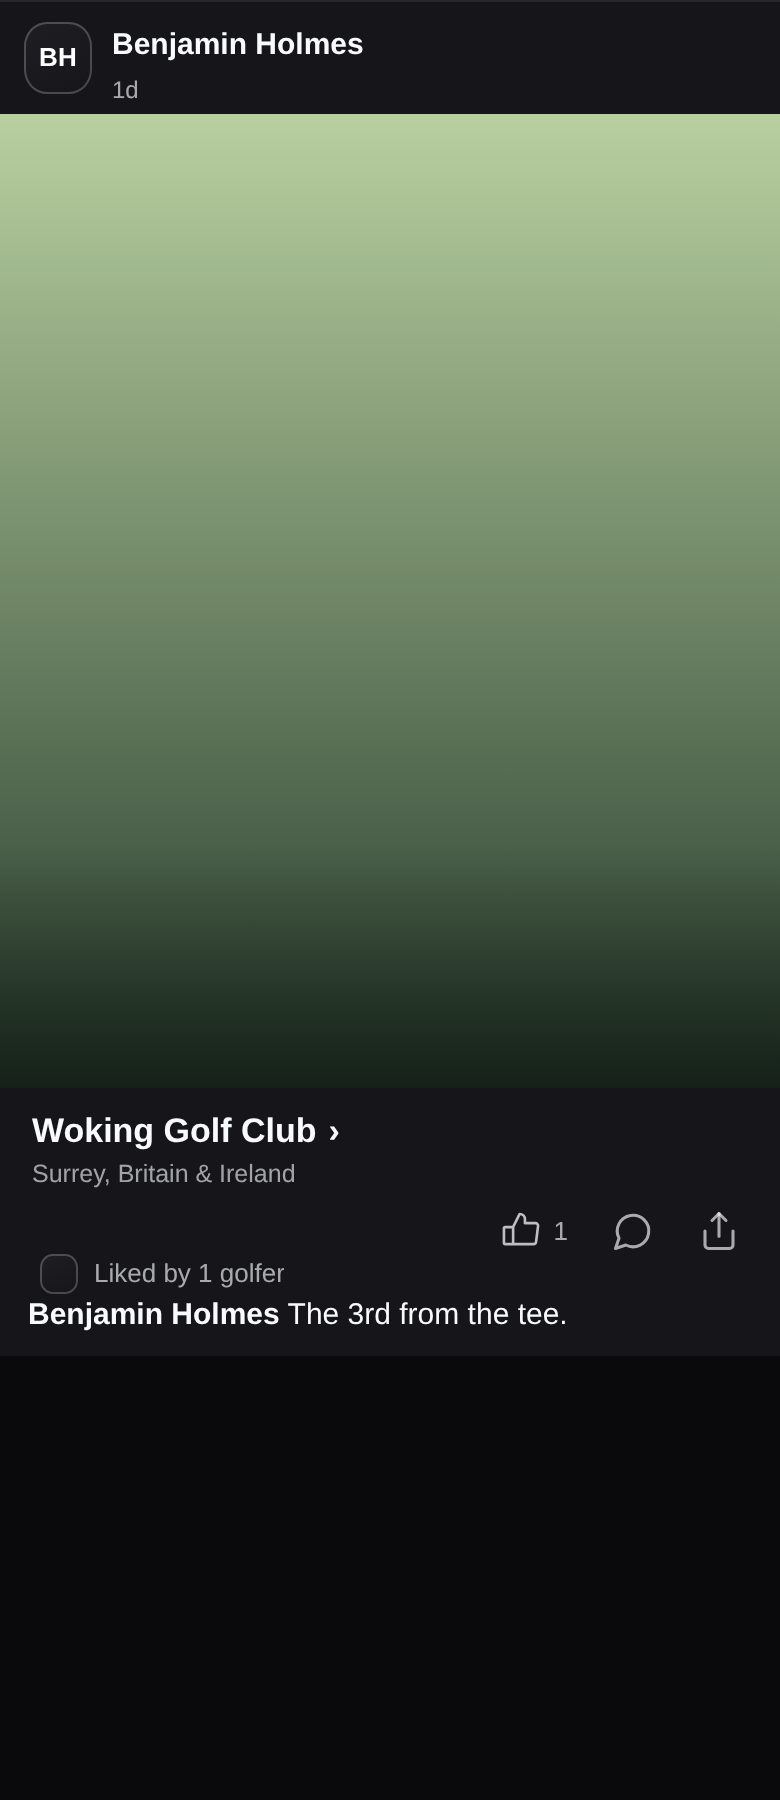 BH
Benjamin Holmes
1d
Woking Golf Club ›
Surrey, Britain & Ireland
1
Liked by 1 golfer
Benjamin Holmes The 3rd from the tee.